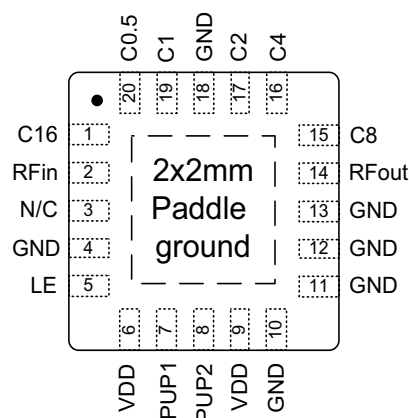 C0.5 C1 GND C2 C4
20 19 18 17 16
C16 1 15 C8
RFin 2 14 RFout
N/C 3 13 GND
GND 4 12 GND
LE 5 11 GND
2x2mm
Paddle
ground
6 7 8 9 10
VDD PUP1 PUP2 VDD GND